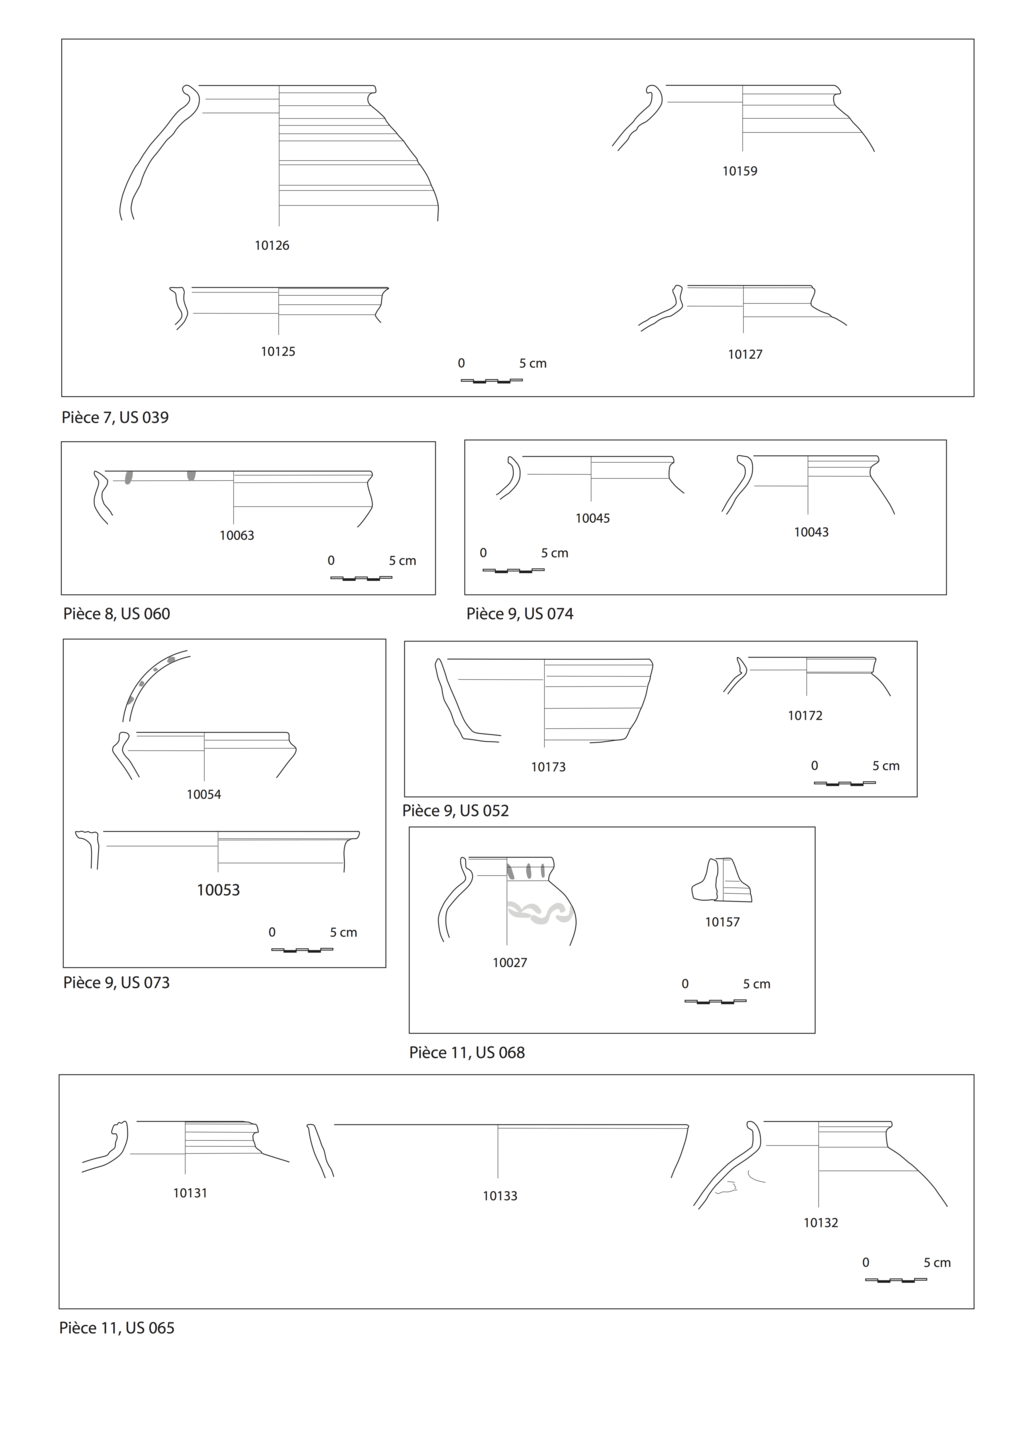 10126
10159
10125
10127
0 5 cm
Pièce 7, US 039
10063
0 5 cm
Pièce 8, US 060
10045
10043
0 5 cm
Pièce 9, US 074
10054
10053
0 5 cm
Pièce 9, US 073
10173
10172
0 5 cm
Pièce 9, US 052
10027
10157
0 5 cm
Pièce 11, US 068
10131
10133
10132
0 5 cm
Pièce 11, US 065